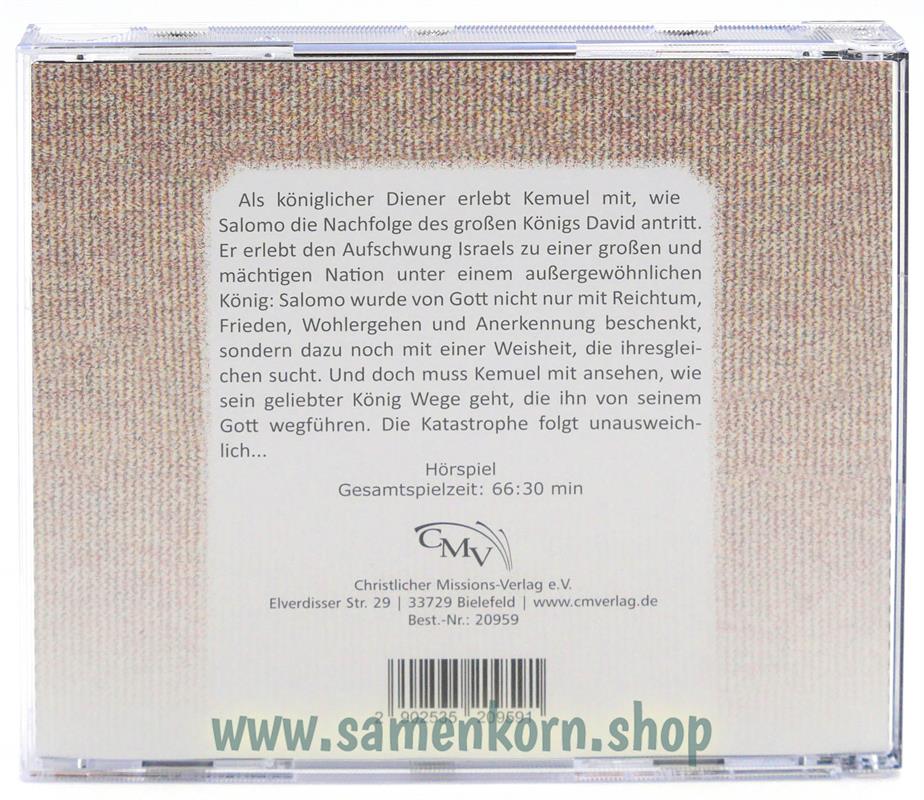 Als königlicher Diener erlebt Kemuel mit, wie
Salomo die Nachfolge des großen Königs David antritt.
Er erlebt den Aufschwung Israels zu einer großen und
mächtigen Nation unter einem außergewöhnlichen
König: Salomo wurde von Gott nicht nur mit Reichtum,
Frieden, Wohlergehen und Anerkennung beschenkt,
sondern dazu noch mit einer Weisheit, die ihresglei-
chen sucht. Und doch muss Kemuel mit ansehen, wie
sein geliebter König Wege geht, die ihn von seinem
Gott wegführen. Die Katastrophe folgt unausweich-
lich...
Hörspiel
Gesamtspielzeit: 66:30 min
CMV
Christlicher Missions-Verlag e.V.
Elverdisser Str. 29 | 33729 Bielefeld | www.cmverlag.de
Best.-Nr.: 20959
2 902535 209591
www.samenkorn.shop